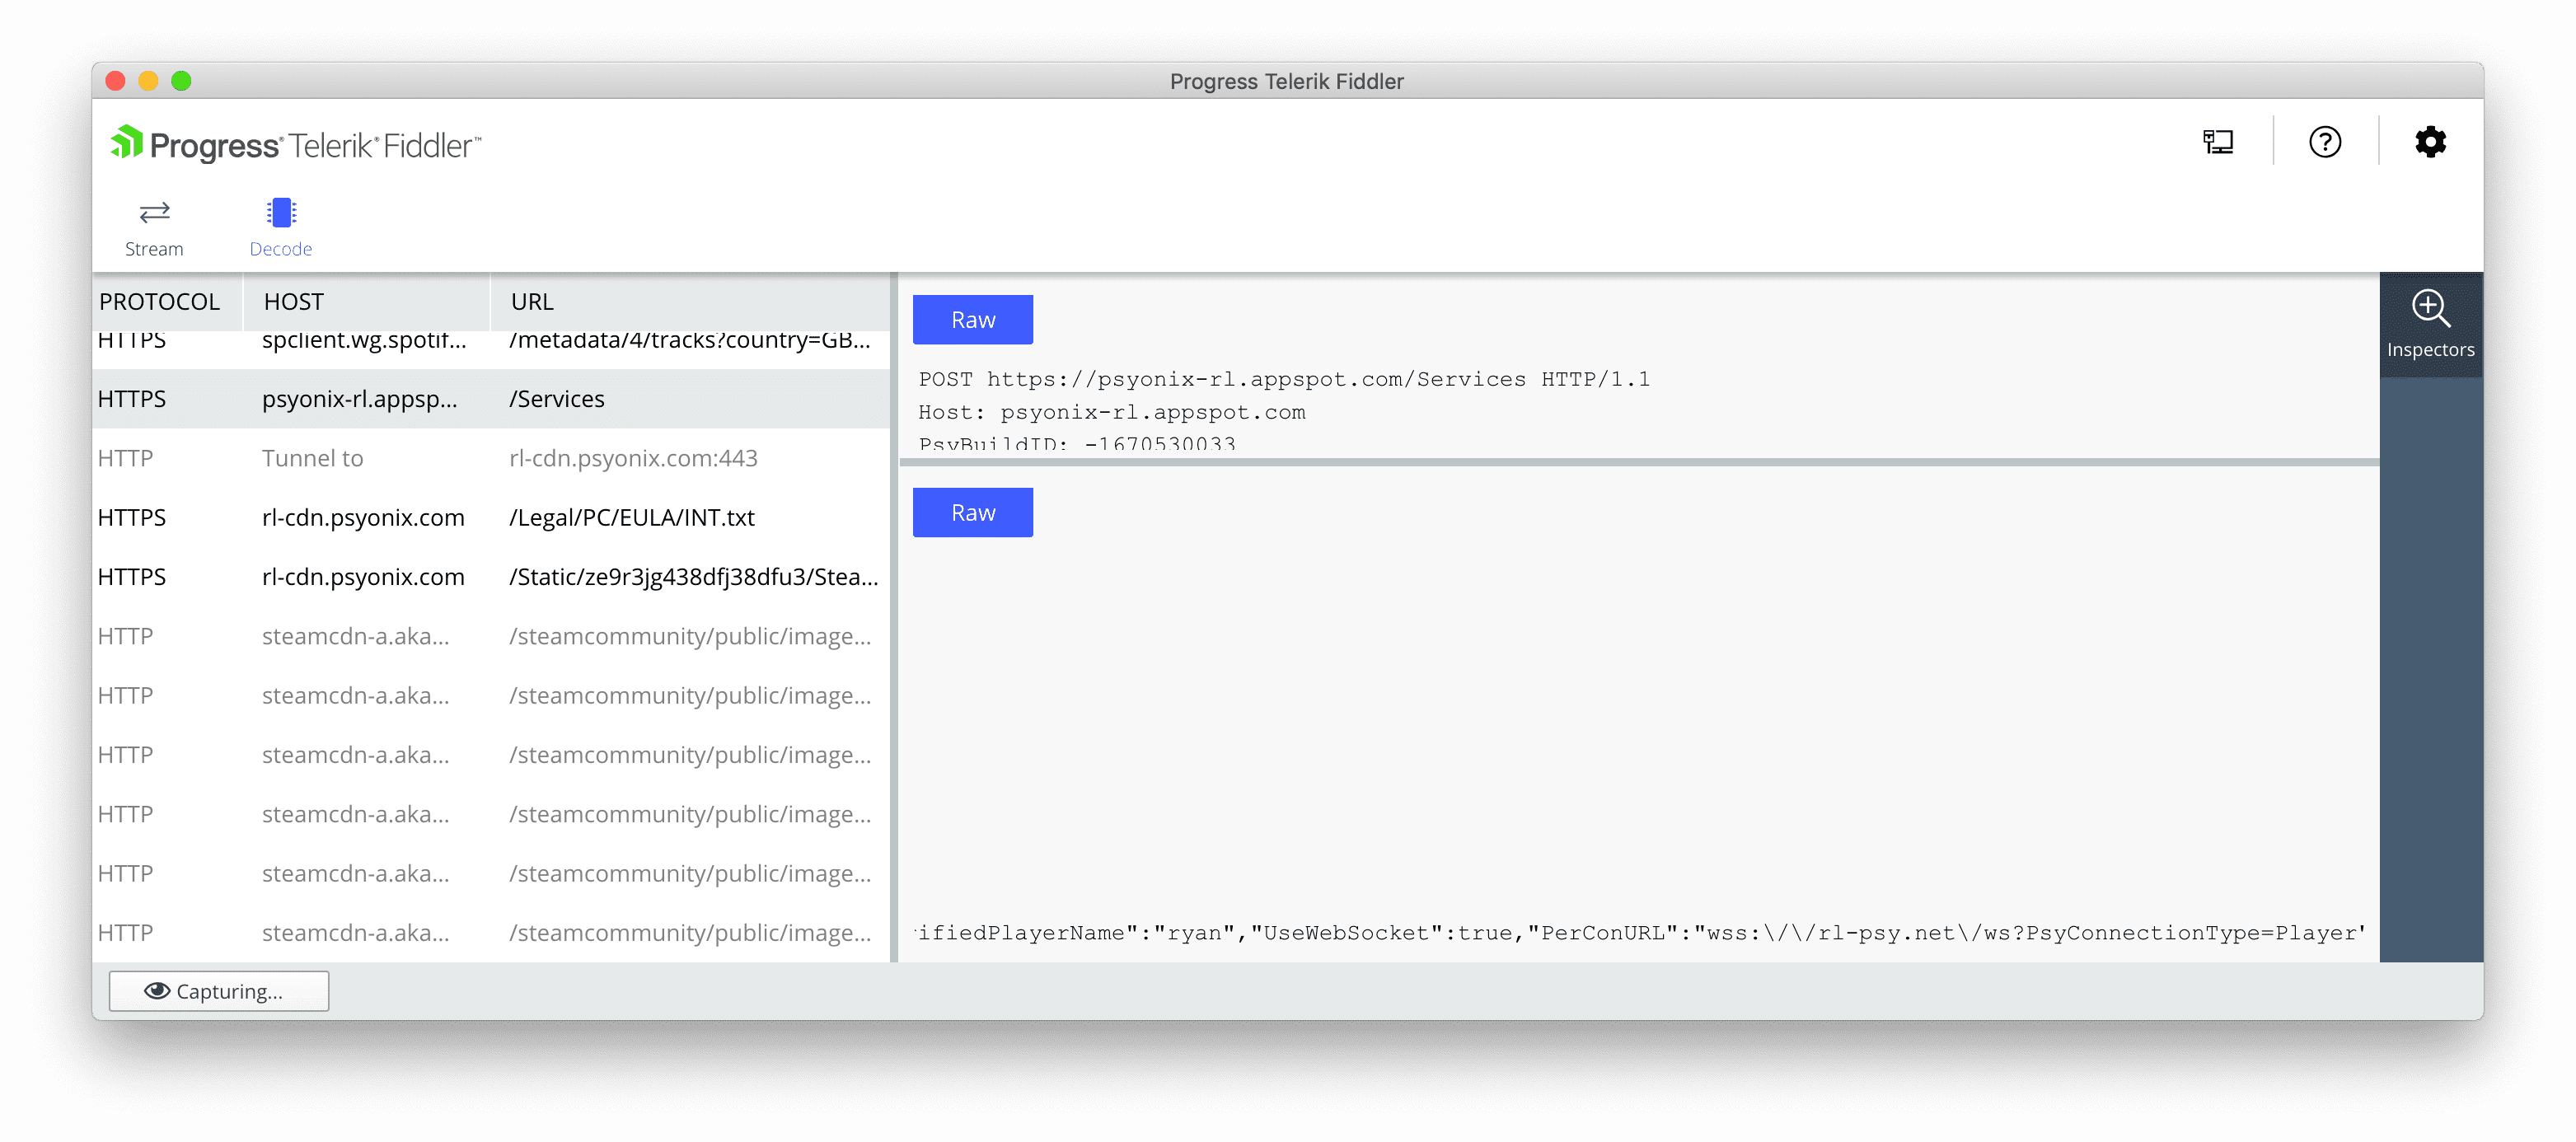 Progress Telerik Fiddler
Progress® Telerik® Fiddler™
Stream Decode
PROTOCOL HOST URL
HTTPS spclient.wg.spotif... /metadata/4/tracks?country=GB...
HTTPS psyonix-rl.appsp... /Services
HTTP Tunnel to rl-cdn.psyonix.com:443
HTTPS rl-cdn.psyonix.com /Legal/PC/EULA/INT.txt
HTTPS rl-cdn.psyonix.com /Static/ze9r3jg438dfj38dfu3/Stea...
HTTP steamcdn-a.aka... /steamcommunity/public/image...
HTTP steamcdn-a.aka... /steamcommunity/public/image...
HTTP steamcdn-a.aka... /steamcommunity/public/image...
HTTP steamcdn-a.aka... /steamcommunity/public/image...
HTTP steamcdn-a.aka... /steamcommunity/public/image...
HTTP steamcdn-a.aka... /steamcommunity/public/image...
Raw
POST https://psyonix-rl.appspot.com/Services HTTP/1.1
Host: psyonix-rl.appspot.com
PsyBuildID: -1670530033
Raw
ifiedPlayerName":"ryan","UseWebSocket":true,"PerConURL":"wss:\/\/rl-psy.net\/ws?PsyConnectionType=Player"
Inspectors
Capturing...